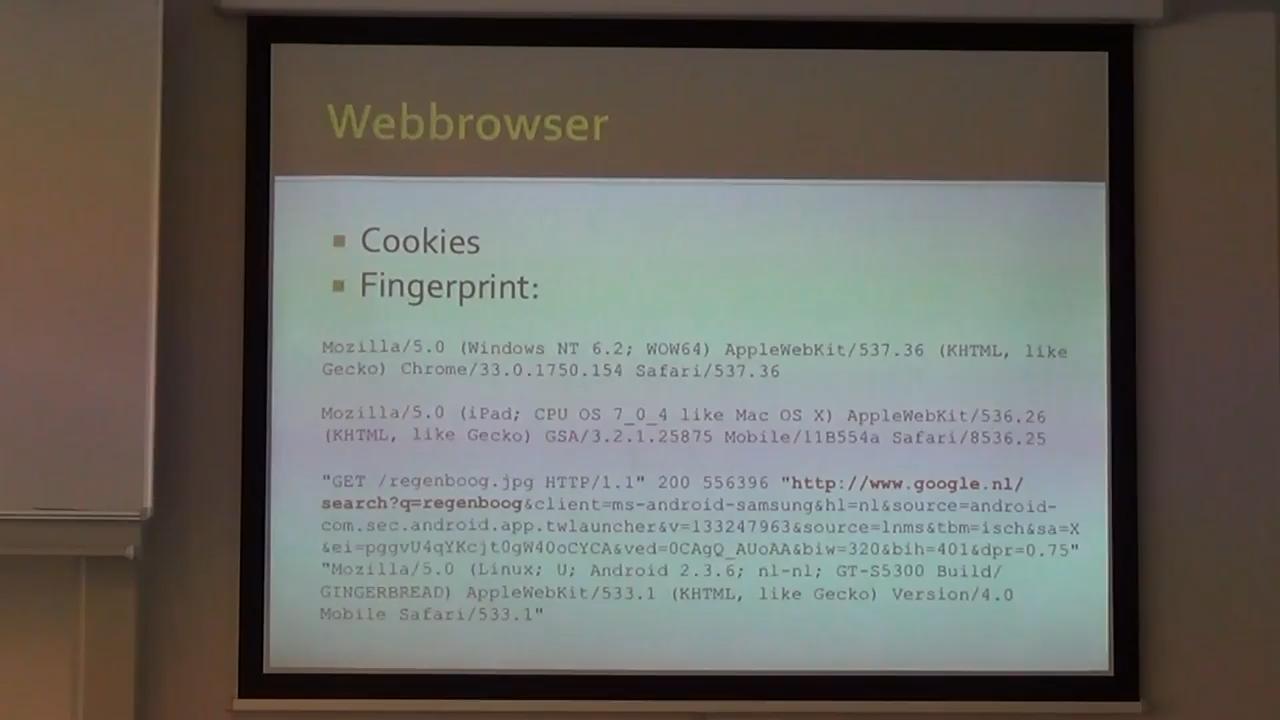 Webbrowser
Cookies
Fingerprint:
Mozilla/5.0 (Windows NT 6.2; WOW64) AppleWebKit/537.36 (KHTML, like
Gecko) Chrome/33.0.1750.154 Safari/537.36
Mozilla/5.0 (iPad; CPU OS 7_0_4 like Mac OS X) AppleWebKit/536.26
(KHTML, like Gecko) GSA/3.2.1.25875 Mobile/11B554a Safari/8536.25
"GET /regenboog.jpg HTTP/1.1" 200 556396 "http://www.google.nl/
search?q=regenboog&client=ms-android-samsung&hl=nl&source=android-
com.sec.android.app.twlauncher&v=133247963&source=lnms&tbm=isch&sa=X
&ei=pggvU4qYKcjt0gW40oCYCA&ved=0CAgQ_AUoAA&biw=320&bih=401&dpr=0.75"
"Mozilla/5.0 (Linux; U; Android 2.3.6; nl-nl; GT-S5300 Build/
GINGERBREAD) AppleWebKit/533.1 (KHTML, like Gecko) Version/4.0
Mobile Safari/533.1"